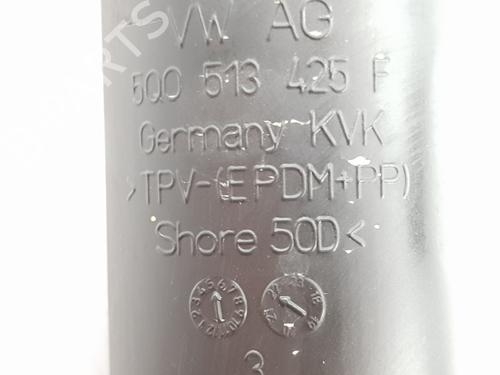 VW AG
5Q0 513 425 F
Germany KVK
>TPV-(EPDM+PP)
Shore 50D<
3